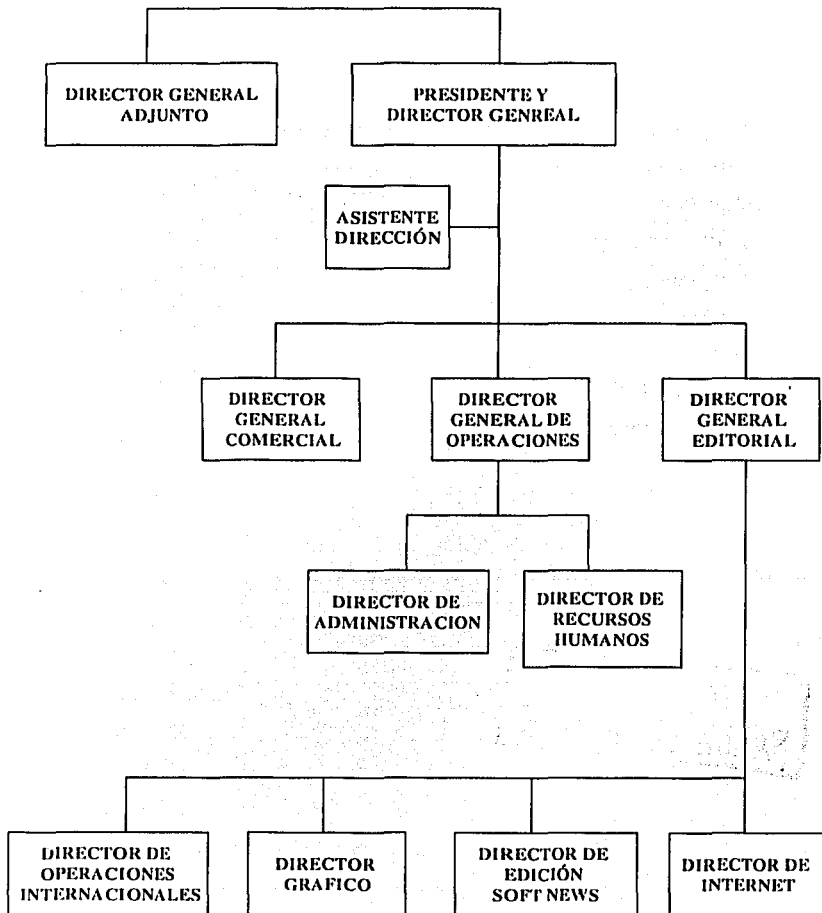 DIRECTOR GENERAL
ADJUNTO
PRESIDENTE Y
DIRECTOR GENREAL
ASISTENTE
DIRECCIÓN
DIRECTOR
GENERAL
COMERCIAL
DIRECTOR
GENERAL DE
OPERACIONES
DIRECTOR
GENERAL
EDITORIAL
DIRECTOR DE
ADMINISTRACION
DIRECTOR DE
RECURSOS
HUMANOS
DIRECTOR DE
OPERACIONES
INTERNACIONALES
DIRECTOR
GRAFICO
DIRECTOR DE
EDICIÓN
SOFT NEWS
DIRECTOR DE
INTERNET